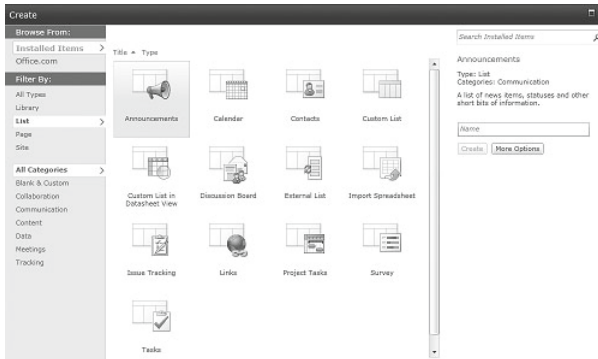 Create
Browse From:
Installed Items
Office.com
Filter By:
All Types
Library
List
Page
Site
All Categories
Blank & Custom
Collaboration
Communication
Content
Data
Meetings
Tracking
Title Type
Announcements Calendar Contacts Custom List
Custom List in Datasheet View Discussion Board External List Import Spreadsheet
Issue Tracking Links Project Tasks Survey
Tasks
Search Installed Items
Announcements
Type: List
Categories: Communication
A list of news items, statuses and other
short bits of information.
Name
Create More Options